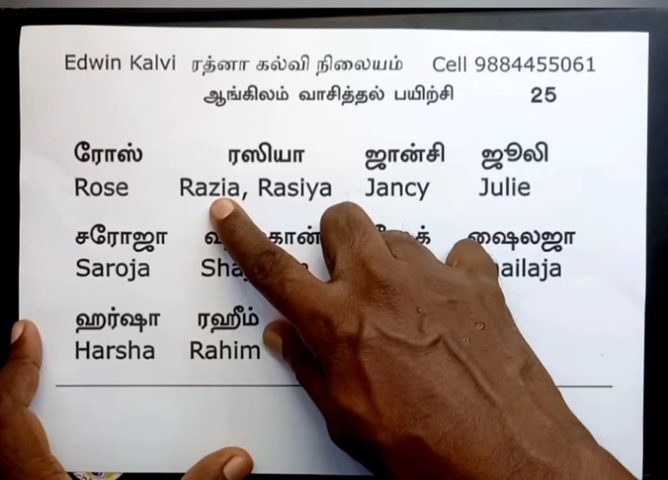 Edwin Kalvi ரத்னா கல்வி நிலையம் Cell 9884455061
ஆங்கிலம் வாசித்தல் பயிற்சி 25
ரோஸ் ரஸியா ஜான்சி ஜூலி
Rose Razia, Rasiya Jancy Julie
சரோஜா ஷைலஜா
Saroja
ஹர்ஷா ரஹீம்
Harsha Rahim